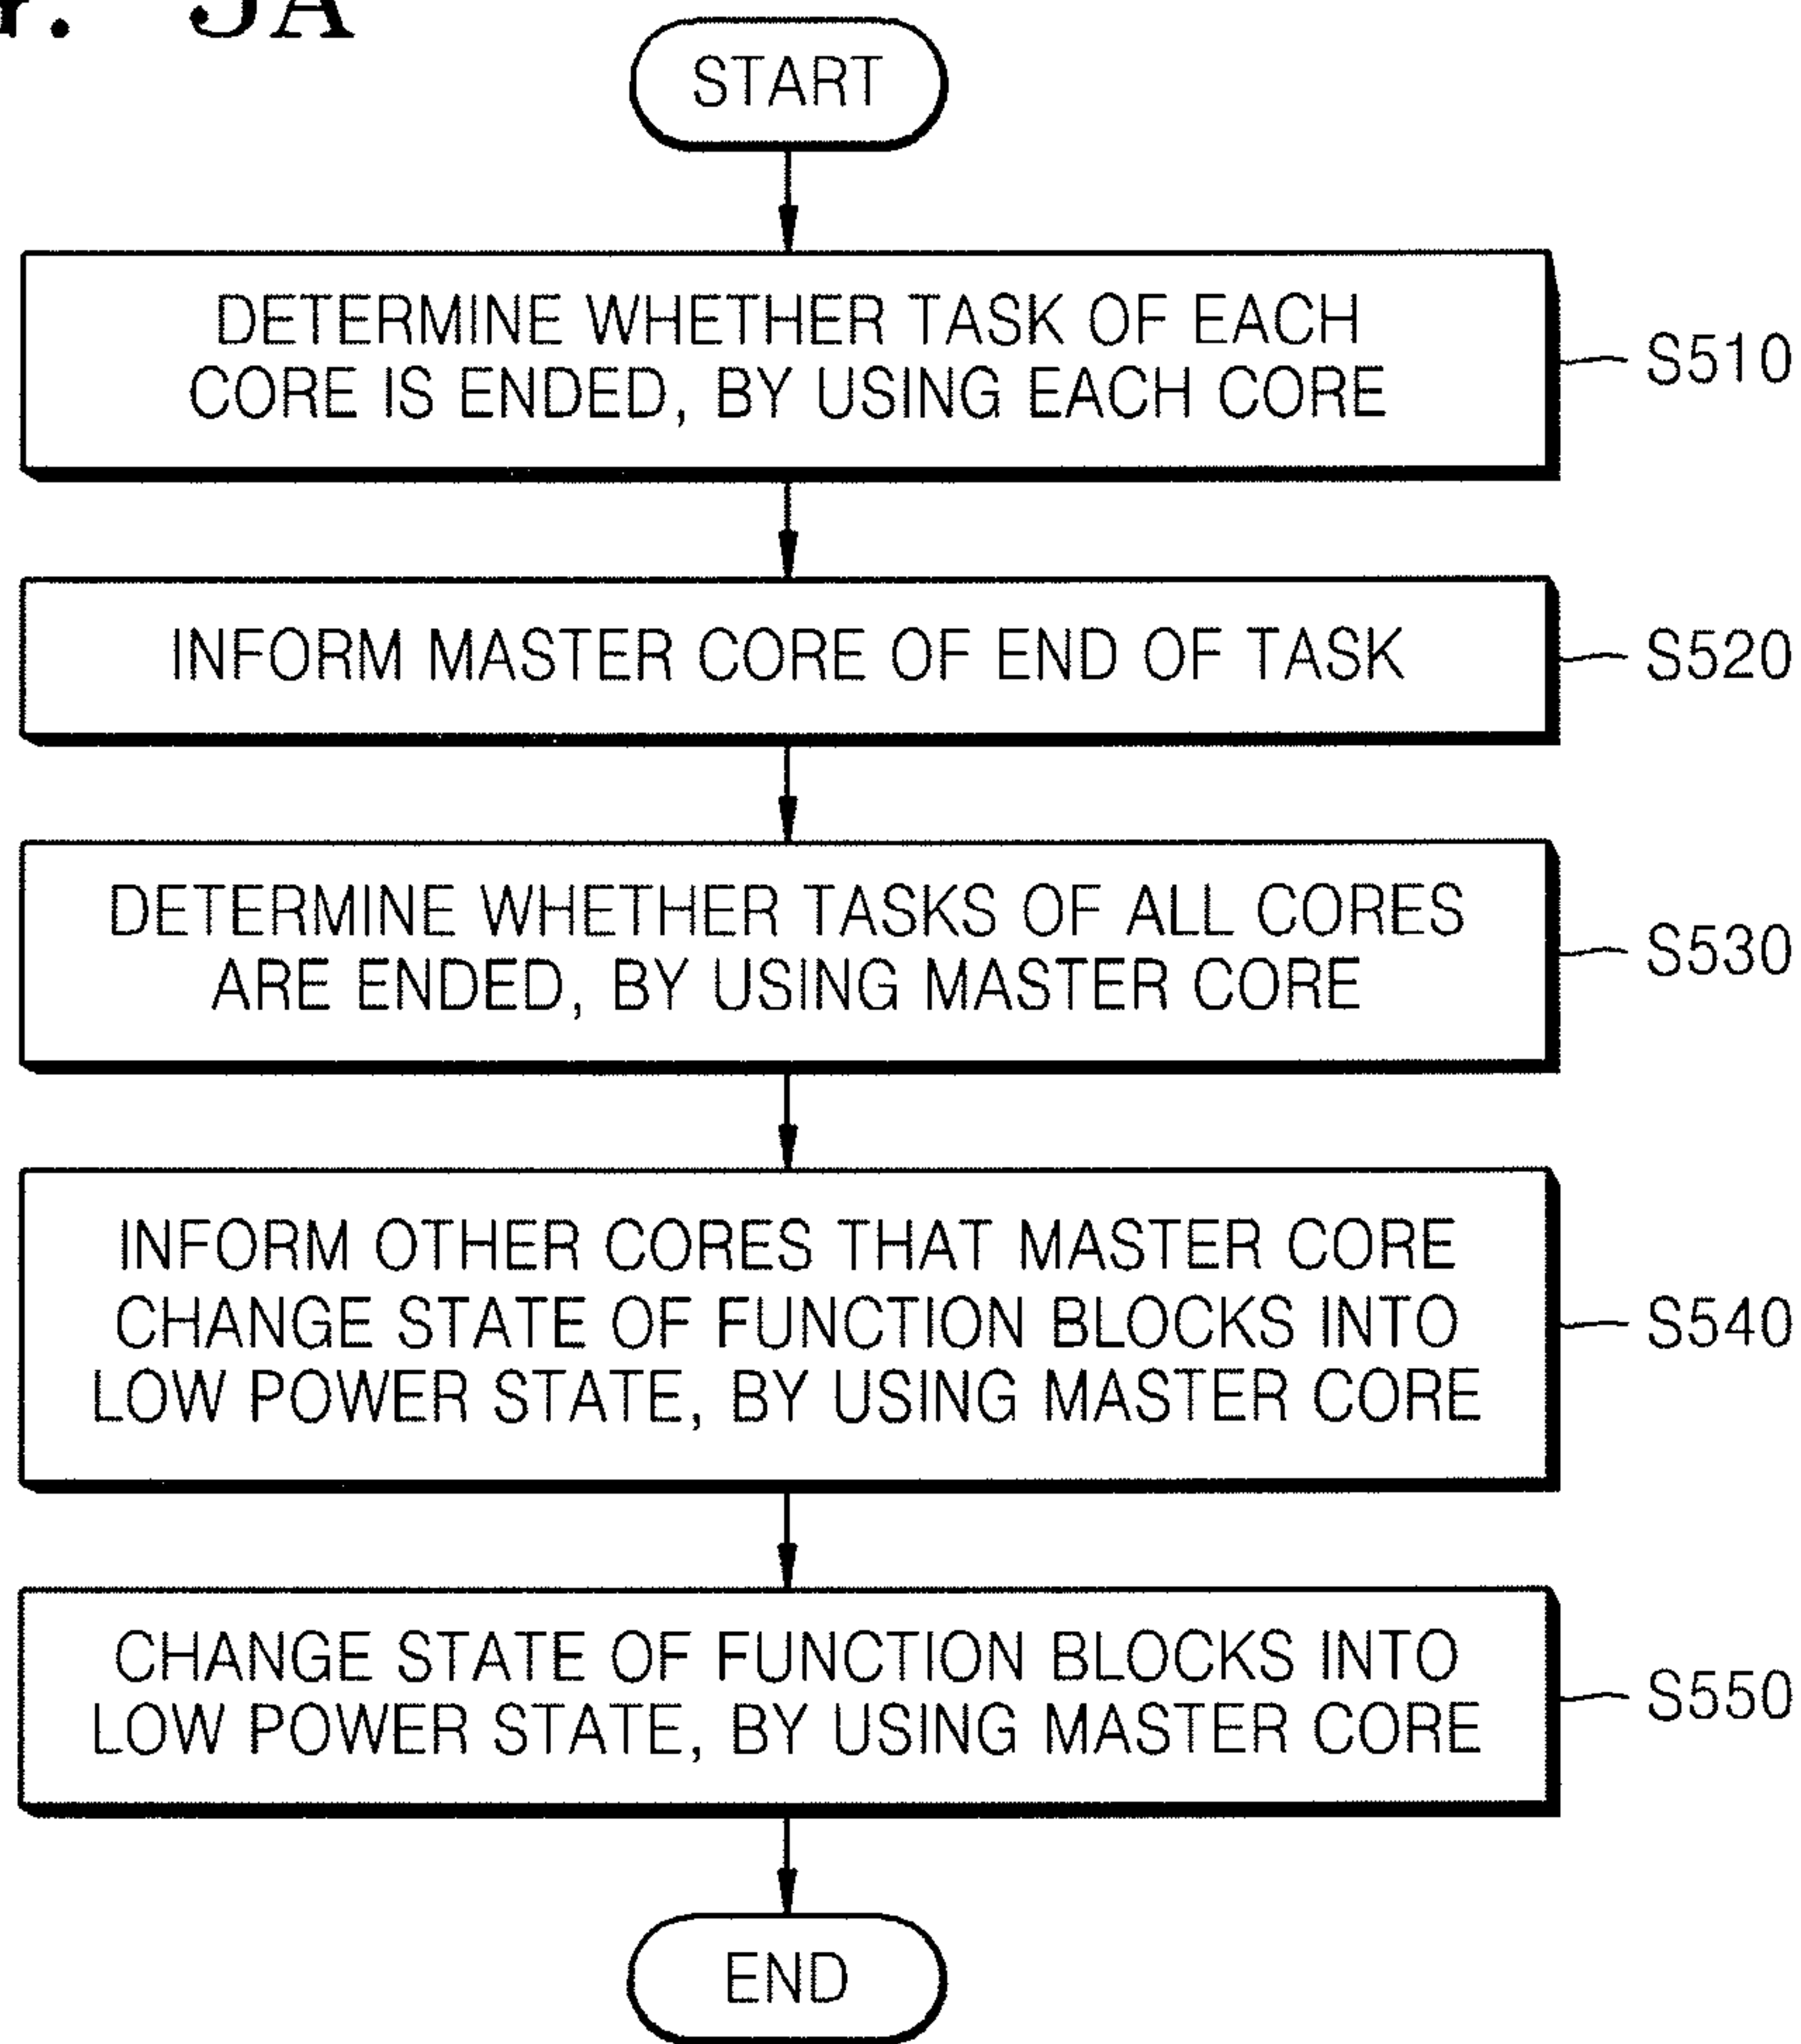 5A
START
DETERMINE WHETHER TASK OF EACH
CORE IS ENDED, BY USING EACH CORE
S510
INFORM MASTER CORE OF END OF TASK
S520
DETERMINE WHETHER TASKS OF ALL CORES
ARE ENDED, BY USING MASTER CORE
S530
INFORM OTHER CORES THAT MASTER CORE
CHANGE STATE OF FUNCTION BLOCKS INTO
LOW POWER STATE, BY USING MASTER CORE
S540
CHANGE STATE OF FUNCTION BLOCKS INTO
LOW POWER STATE, BY USING MASTER CORE
S550
END